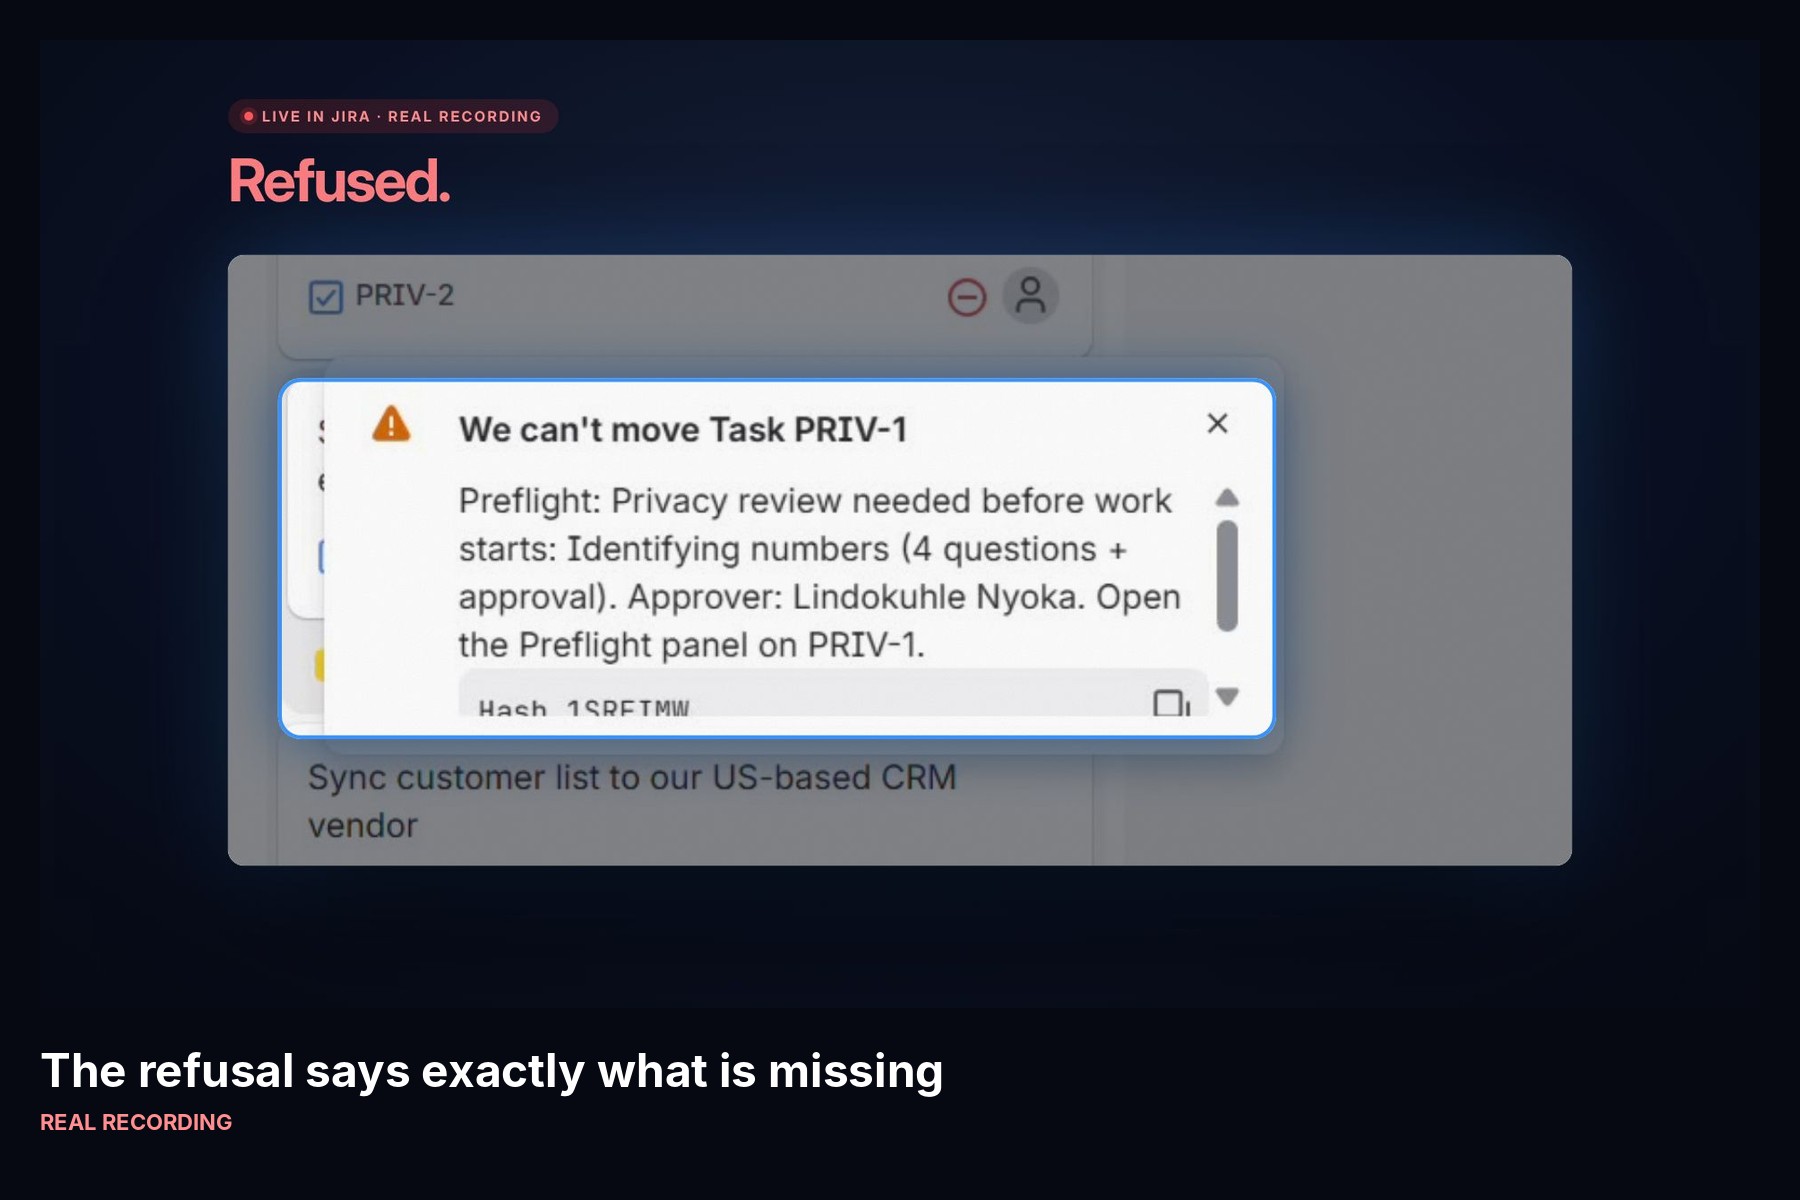 LIVE IN JIRA · REAL RECORDING
Refused.
PRIV-2
We can't move Task PRIV-1
Preflight: Privacy review needed before work
starts: Identifying numbers (4 questions +
approval). Approver: Lindokuhle Nyoka. Open
the Preflight panel on PRIV-1.
Hash
Sync customer list to our US-based CRM
vendor
The refusal says exactly what is missing
REAL RECORDING